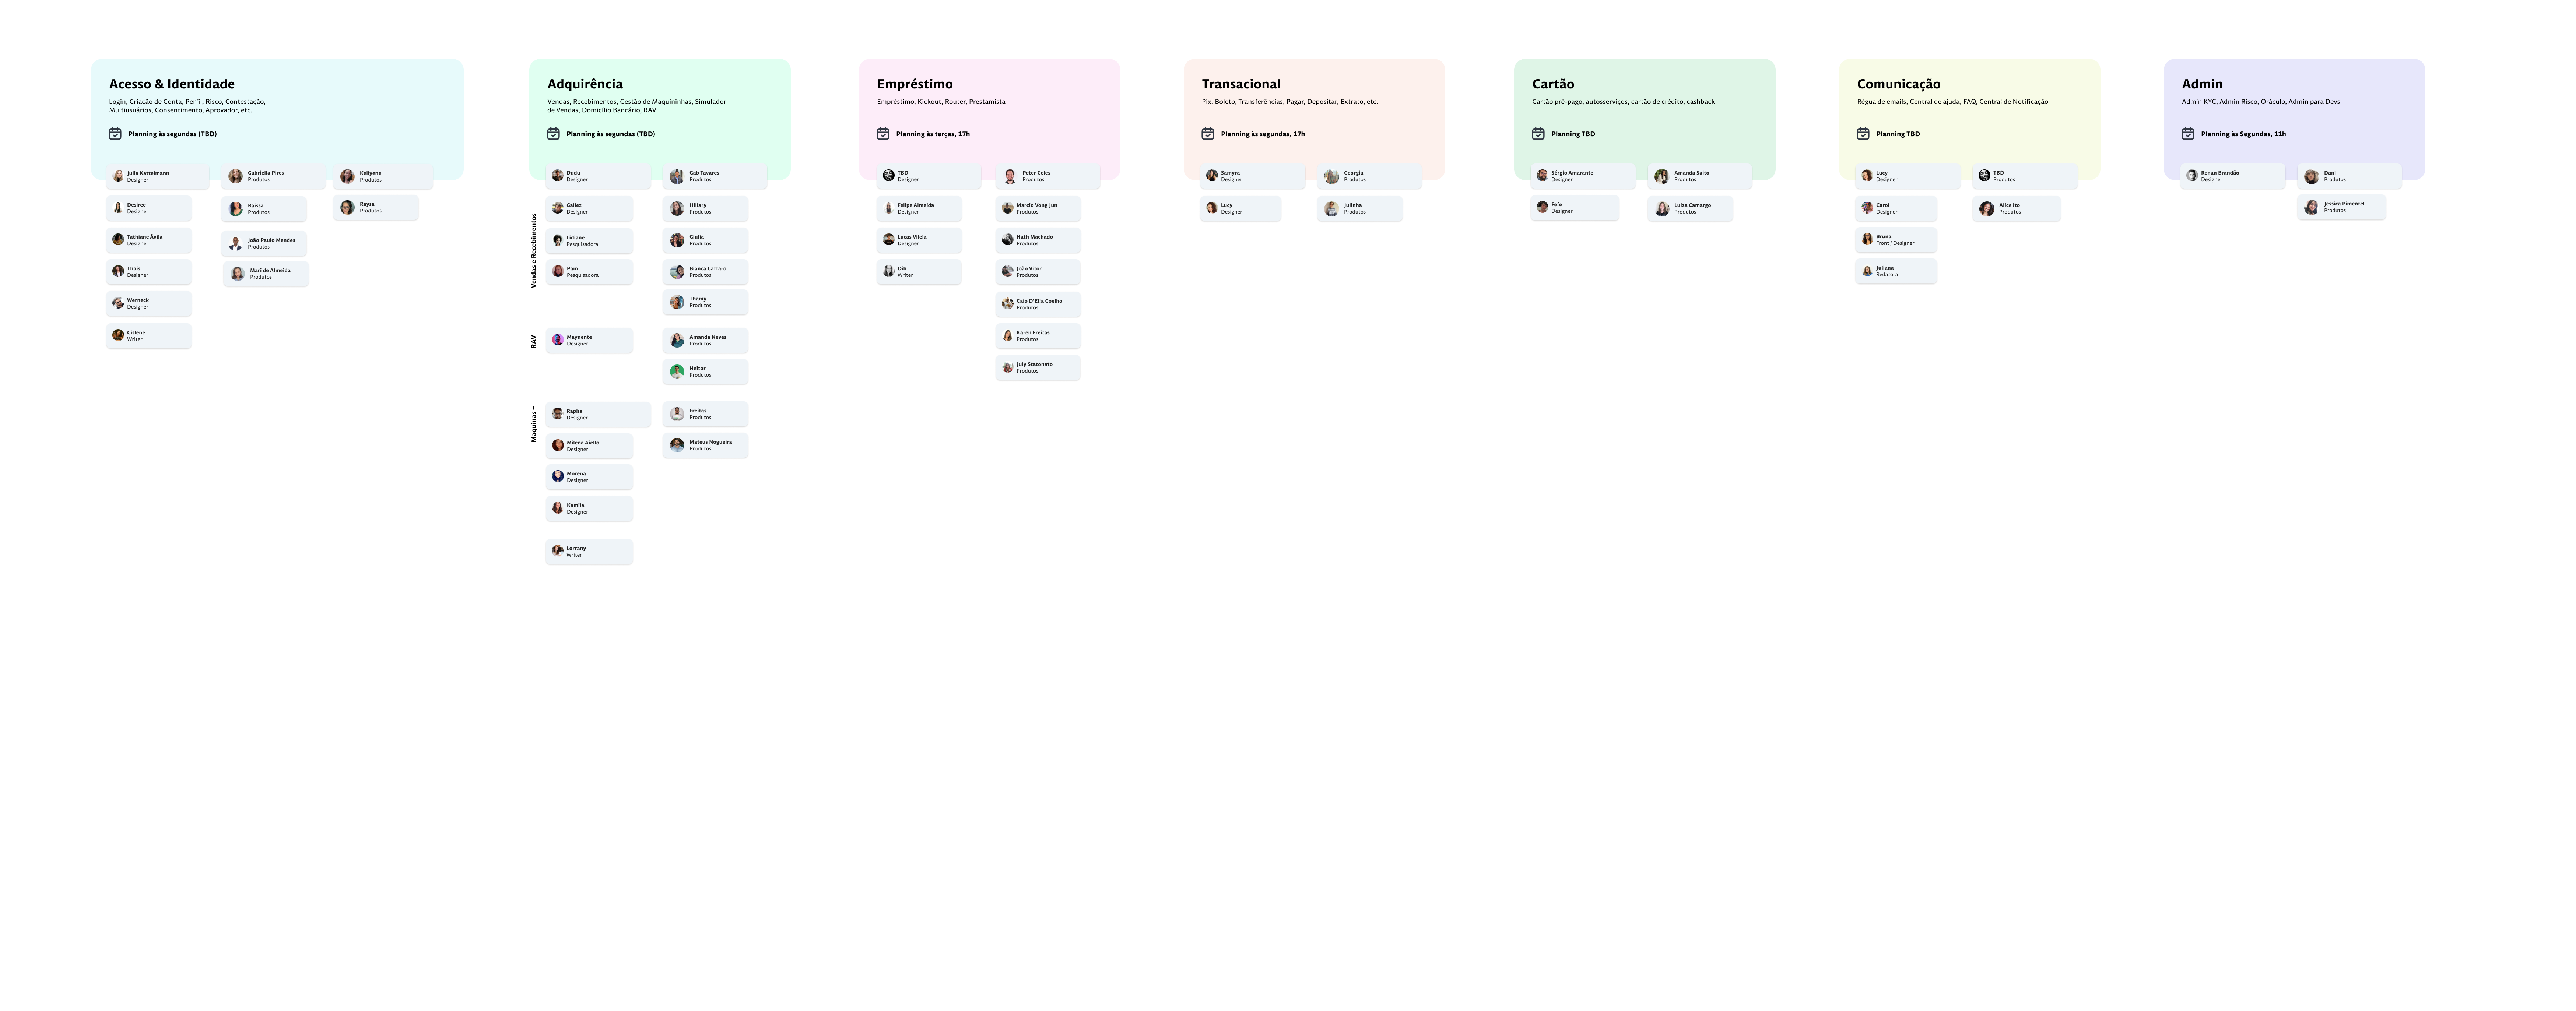 Acesso & Identidade
Login, Criação de Conta, Perfil, Risco, Contestação,
Multiusuários, Consentimento, Aprovador, etc.
Planning às segundas (TBD)
Julia Kattelmann
Designer
Desiree
Designer
Tathiane Ávila
Designer
Thais
Designer
Werneck
Designer
Gislene
Writer
Gabriella Pires
Produtos
Raissa
Produtos
João Paulo Mendes
Produtos
Mari de Almeida
Produtos
Kellyene
Produtos
Raysa
Produtos
Adquirência
Vendas, Recebimentos, Gestão de Maquininhas, Simulador
de Vendas, Domicílio Bancário, RAV
Planning às segundas (TBD)
Dudu
Designer
Gab Tavares
Produtos
Vendas e Recebimentos
Gallez
Designer
Lidiane
Pesquisadora
Pam
Pesquisadora
Hillary
Produtos
Giulia
Produtos
Bianca Caffaro
Produtos
Thamy
Produtos
RAV
Maynente
Designer
Amanda Neves
Produtos
Heitor
Produtos
Maquinas +
Rapha
Designer
Milena Aiello
Designer
Morena
Designer
Kamila
Designer
Lorrany
Writer
Freitas
Produtos
Mateus Nogueira
Produtos
Empréstimo
Empréstimo, Kickout, Router, Prestamista
Planning às terças, 17h
TBD
Designer
Felipe Almeida
Designer
Lucas Vilela
Designer
Dih
Writer
Peter Celes
Produtos
Marcio Vong Jun
Produtos
Nath Machado
Produtos
João Vitor
Produtos
Caio D'Elia Coelho
Produtos
Karen Freitas
Produtos
July Statonato
Produtos
Transacional
Pix, Boleto, Transferências, Pagar, Depositar, Extrato, etc.
Planning às segundas, 17h
Samyra
Designer
Lucy
Designer
Georgia
Produtos
Julinha
Produtos
Cartão
Cartão pré-pago, autosserviços, cartão de crédito, cashback
Planning TBD
Sérgio Amarante
Designer
Fefe
Designer
Amanda Saito
Produtos
Luiza Camargo
Produtos
Comunicação
Régua de emails, Central de ajuda, FAQ, Central de Notificação
Planning TBD
Lucy
Designer
Carol
Designer
Bruna
Front / Designer
Juliana
Redatora
TBD
Produtos
Alice Ito
Produtos
Admin
Admin KYC, Admin Risco, Oráculo, Admin para Devs
Planning às Segundas, 11h
Renan Brandão
Designer
Dani
Produtos
Jessica Pimentel
Produtos